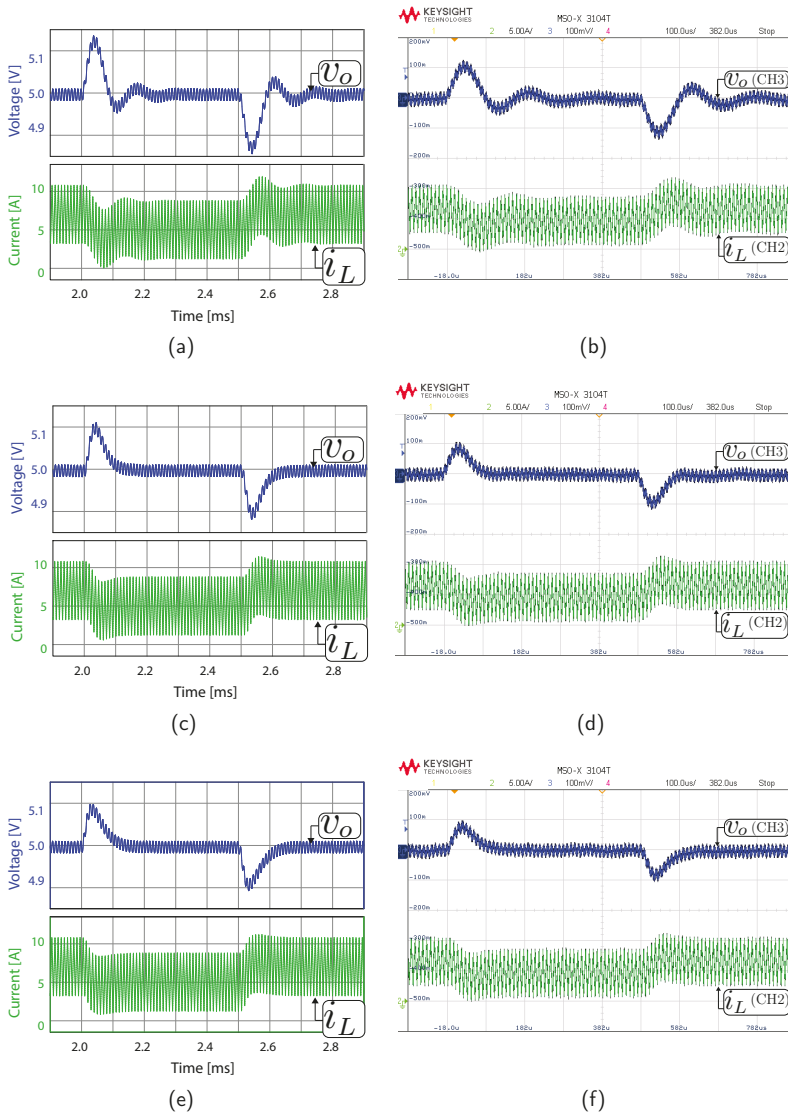 5.1
5.0
4.9
Voltage [V]
v_o
10
5
0
Current [A]
i_L
2.0 2.2 2.4 2.6 2.8
Time [ms]
(a)
KEYSIGHT
TECHNOLOGIES
MSO-X 3104T
1 2 5.00A/ 3 100mV/ 4 100.0us/ 382.0us Stop
200mV
100m
-100m
-200m
-300m
-400m
-500m
v_o (CH3)
i_L (CH2)
-18.0u 182u 382u 582u 782us
(b)
5.1
5.0
4.9
Voltage [V]
v_o
10
5
0
Current [A]
i_L
2.0 2.2 2.4 2.6 2.8
Time [ms]
(c)
KEYSIGHT
TECHNOLOGIES
MSO-X 3104T
1 2 5.00A/ 3 100mV/ 4 100.0us/ 382.0us Stop
200mV
100m
-100m
-200m
-300m
-400m
-500m
v_o (CH3)
i_L (CH2)
-18.0u 182u 382u 582u 782us
(d)
5.1
5.0
4.9
Voltage [V]
v_o
10
5
0
Current [A]
i_L
2.0 2.2 2.4 2.6 2.8
Time [ms]
(e)
KEYSIGHT
TECHNOLOGIES
MSO-X 3104T
1 2 5.00A/ 3 100mV/ 4 100.0us/ 382.0us Stop
200mV
100m
-100m
-200m
-300m
-400m
-500m
v_o (CH3)
i_L (CH2)
-18.0u 182u 382u 582u 782us
(f)